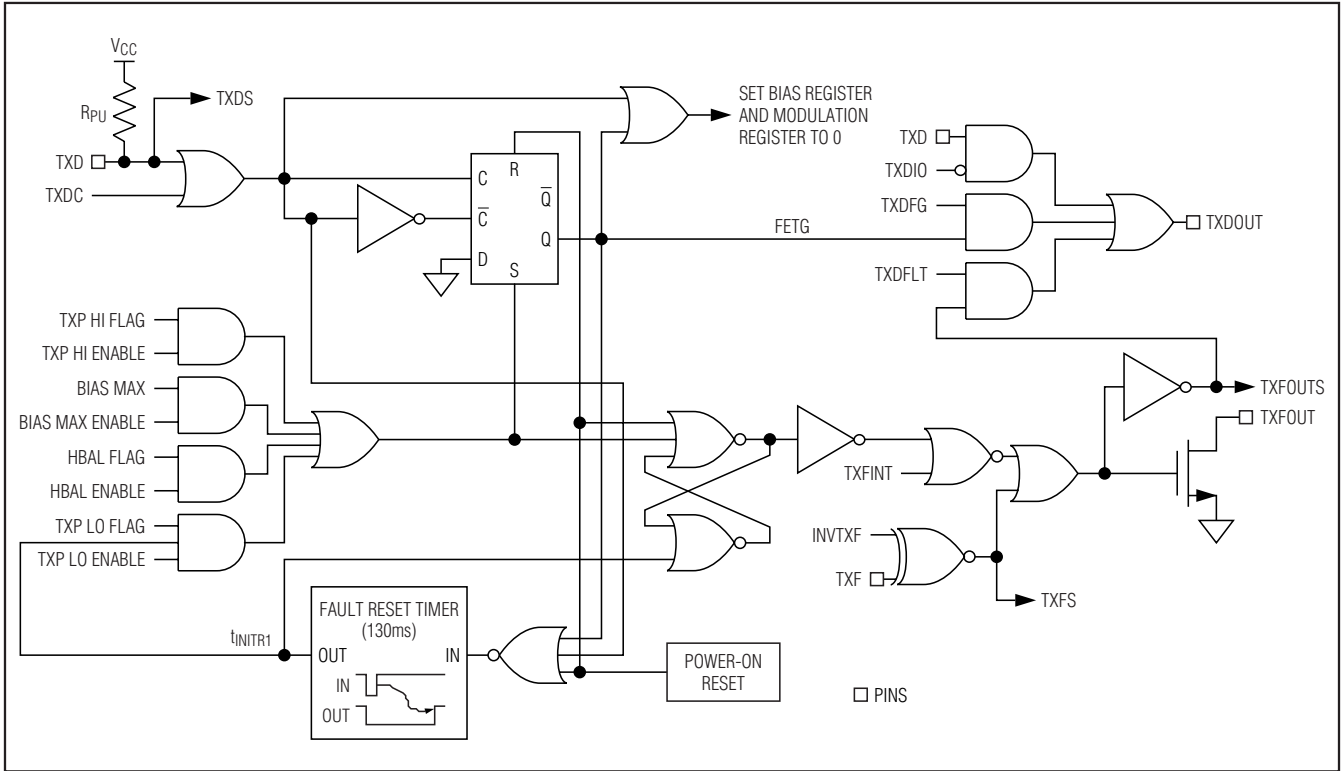 VCC
RPU
TXDS
TXD
TXDC
SET BIAS REGISTER
AND MODULATION
REGISTER TO 0
C
R
C̅
D
S
Q̅
Q
FETG
TXD
TXDIO
TXDFG
TXDFLT
TXDOUT
TXP HI FLAG
TXP HI ENABLE
BIAS MAX
BIAS MAX ENABLE
HBAL FLAG
HBAL ENABLE
TXP LO FLAG
TXP LO ENABLE
TXFINT
INVTXF
TXF
TXFS
TXFOUTS
TXFOUT
tINITR1
FAULT RESET TIMER
(130ms)
OUT
IN
IN
OUT
POWER-ON
RESET
PINS